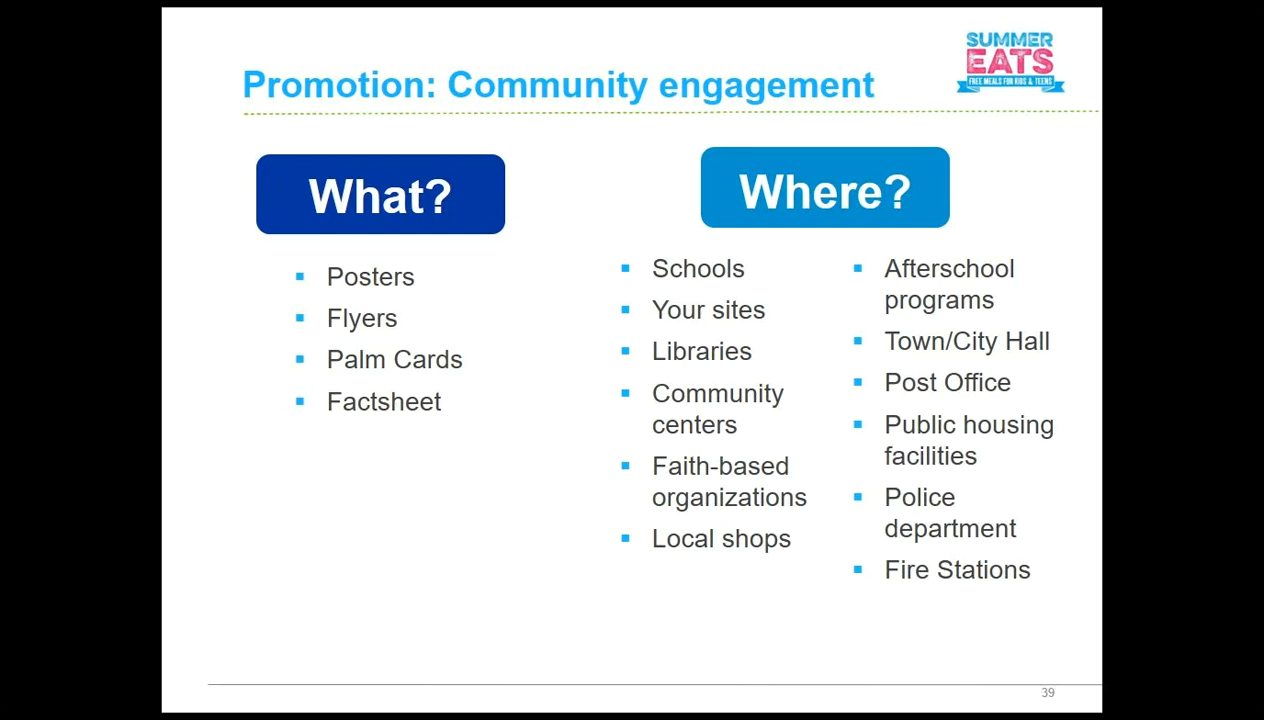 SUMMER
EATS
FREE MEALS FOR KIDS & TEENS
Promotion: Community engagement
What?
Posters
Flyers
Palm Cards
Factsheet
Where?
Schools
Your sites
Libraries
Community
centers
Faith-based
organizations
Local shops
Afterschool
programs
Town/City Hall
Post Office
Public housing
facilities
Police
department
Fire Stations
39